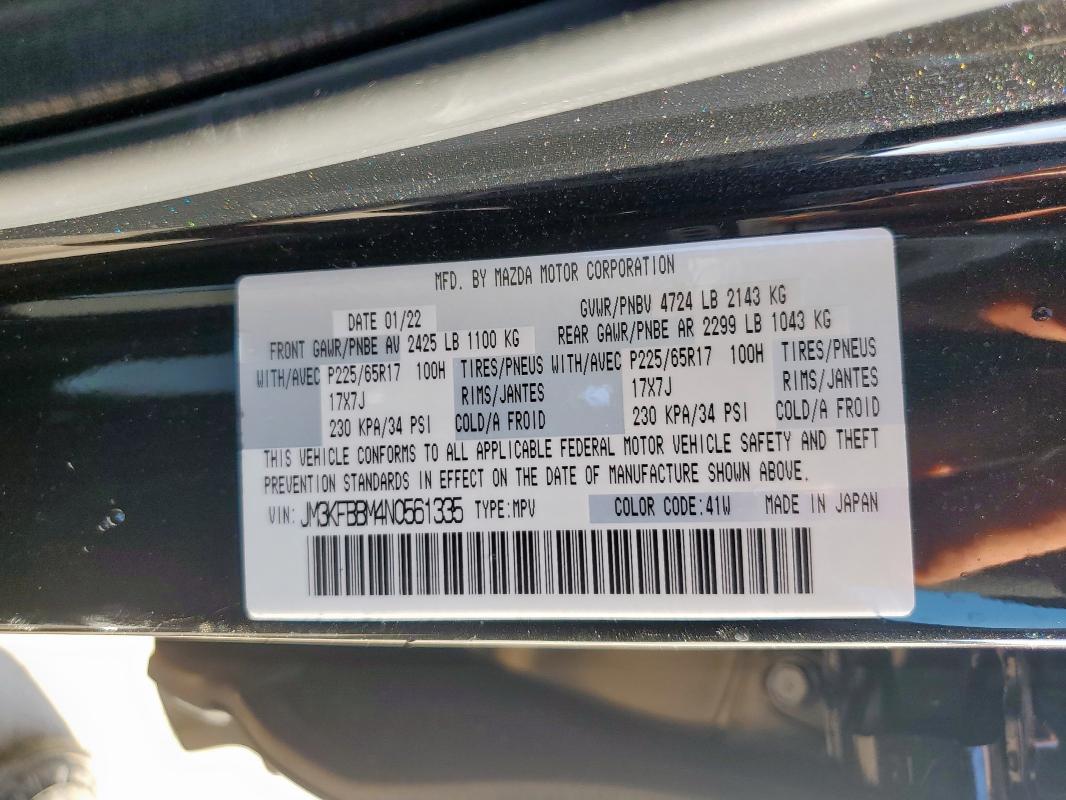 MFD. BY MAZDA MOTOR CORPORATION
DATE 01/22 GVWR/PNBV 4724 LB 2143 KG
FRONT GAWR/PNBE AV 2425 LB 1100 KG REAR GAWR/PNBE AR 2299 LB 1043 KG
WITH/AVEC P225/65R17 100H TIRES/PNEUS WITH/AVEC P225/65R17 100H TIRES/PNEUS
17X7J RIMS/JANTES 17X7J RIMS/JANTES
230 KPA/34 PSI COLD/A FROID 230 KPA/34 PSI COLD/A FROID
THIS VEHICLE CONFORMS TO ALL APPLICABLE FEDERAL MOTOR VEHICLE SAFETY AND THEFT
PREVENTION STANDARDS IN EFFECT ON THE DATE OF MANUFACTURE SHOWN ABOVE.
VIN: JM3KFBBM4N0561335 TYPE:MPV COLOR CODE:41W MADE IN JAPAN